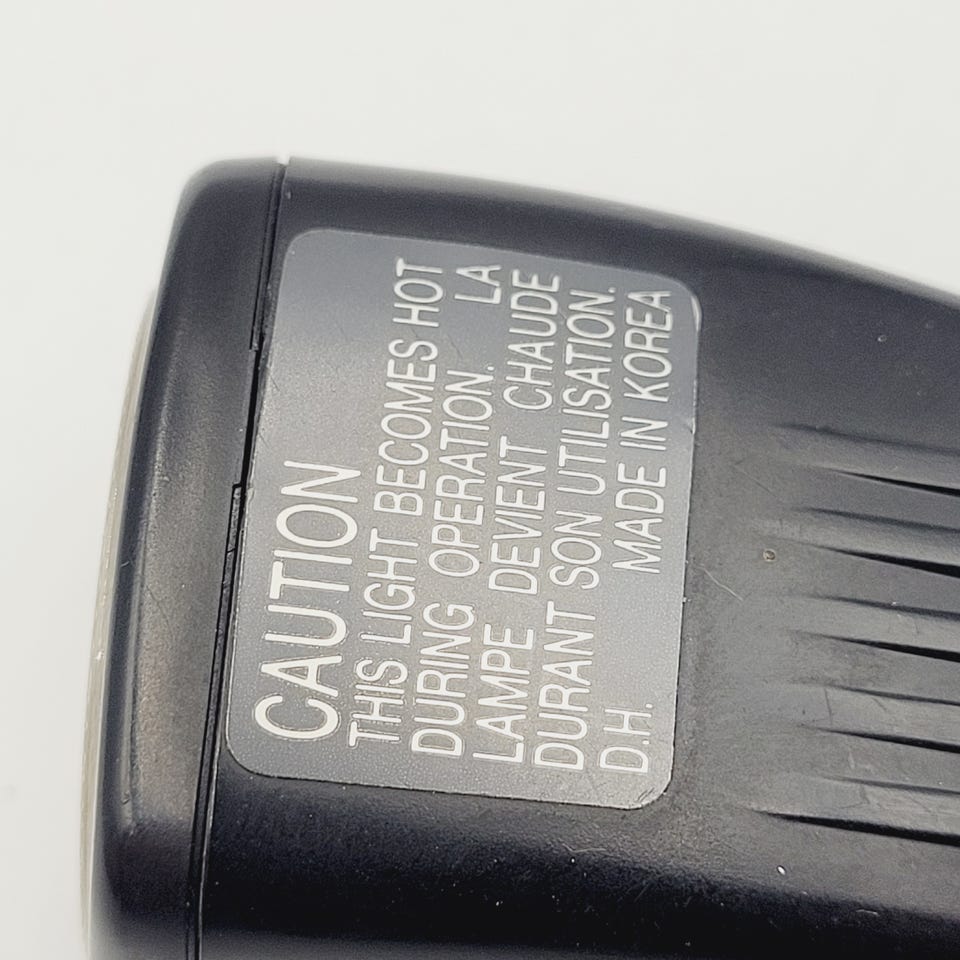 CAUTION
THIS LIGHT BECOMES HOT
DURING OPERATION. LA
LAMPE DEVIENT CHAUDE
DURANT SON UTILISATION.
D.H. MADE IN KOREA